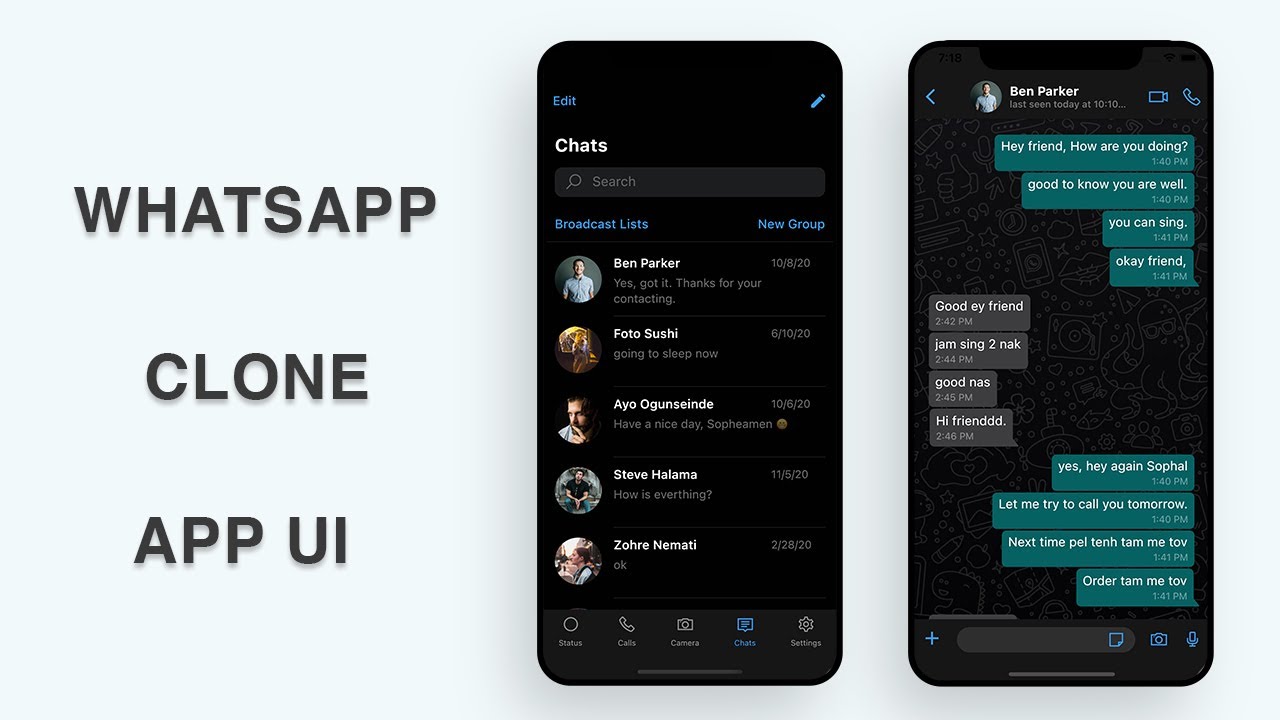 WHATSAPP
CLONE
APP UI
Edit
Chats
Search
Broadcast Lists New Group
Ben Parker 10/8/20
Yes, got it. Thanks for your
contacting.
Foto Sushi 6/10/20
going to sleep now
Ayo Ogunseinde 10/6/20
Have a nice day, Sopheamen 
Steve Halama 11/5/20
How is everthing?
Zohre Nemati 2/28/20
ok
Status Calls Camera Chats Settings
7:18
Ben Parker
last seen today at 10:10...
Hey friend, How are you doing?
1:40 PM
good to know you are well.
1:40 PM
you can sing.
1:41 PM
okay friend,
1:41 PM
Good ey friend
2:42 PM
jam sing 2 nak
2:44 PM
good nas
2:45 PM
Hi frienddd.
2:46 PM
yes, hey again Sophal
1:40 PM
Let me try to call you tomorrow.
1:40 PM
Next time pel tenh tam me tov
1:41 PM
Order tam me tov
1:41 PM